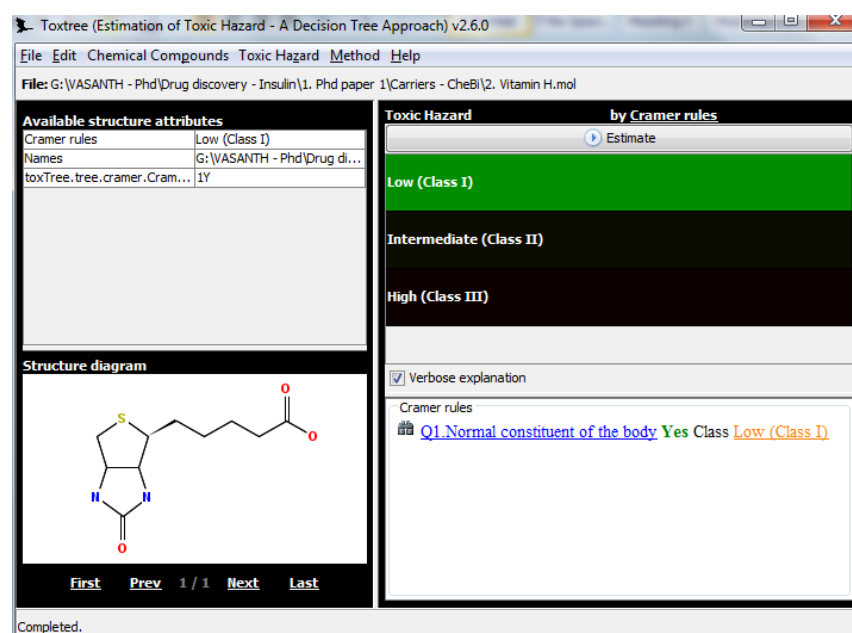 Toxtree (Estimation of Toxic Hazard - A Decision Tree Approach) v2.6.0
File Edit Chemical Compounds Toxic Hazard Method Help
File: G:\VASANTH - Phd\Drug discovery - Insulin\1. Phd paper 1\Carriers - CheBi\2. Vitamin H.mol
Available structure attributes
Cramer rules Low (Class I)
Names G:\VASANTH - Phd\Drug di...
toxTree.tree.cramer.Cram... 1Y
Structure diagram
O
S
O
N N
O
First Prev 1 / 1 Next Last
Toxic Hazard by Cramer rules
Estimate
Low (Class I)
Intermediate (Class II)
High (Class III)
Verbose explanation
Cramer rules
Q1.Normal constituent of the body Yes Class Low (Class I)
Completed.